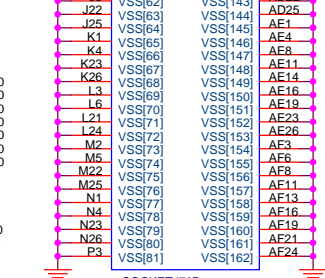 VSS[62] VSS[143]
J22 VSS[63] VSS[144] AD25
J25 VSS[64] VSS[145] AE1
K1 VSS[65] VSS[146] AE4
K4 VSS[66] VSS[147] AE8
K23 VSS[67] VSS[148] AE11
K26 VSS[68] VSS[149] AE14
L3 VSS[69] VSS[150] AE16
L6 VSS[70] VSS[151] AE19
L21 VSS[71] VSS[152] AE23
L24 VSS[72] VSS[153] AE26
M2 VSS[73] VSS[154] AF3
M5 VSS[74] VSS[155] AF6
M22 VSS[75] VSS[156] AF8
M25 VSS[76] VSS[157] AF11
N1 VSS[77] VSS[158] AF13
N4 VSS[78] VSS[159] AF16
N23 VSS[79] VSS[160] AF19
N26 VSS[80] VSS[161] AF21
P3 VSS[81] VSS[162] AF24